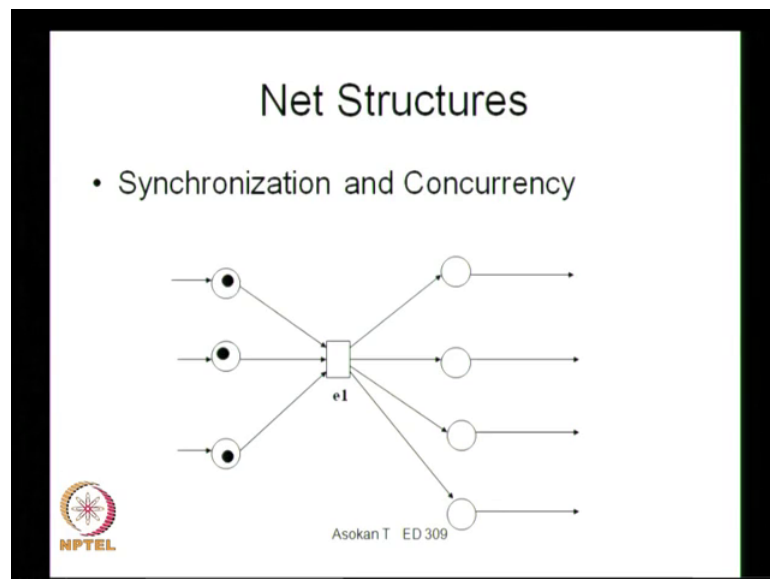 Net Structures
• Synchronization and Concurrency
e1
NPTEL
Asokan T ED 309